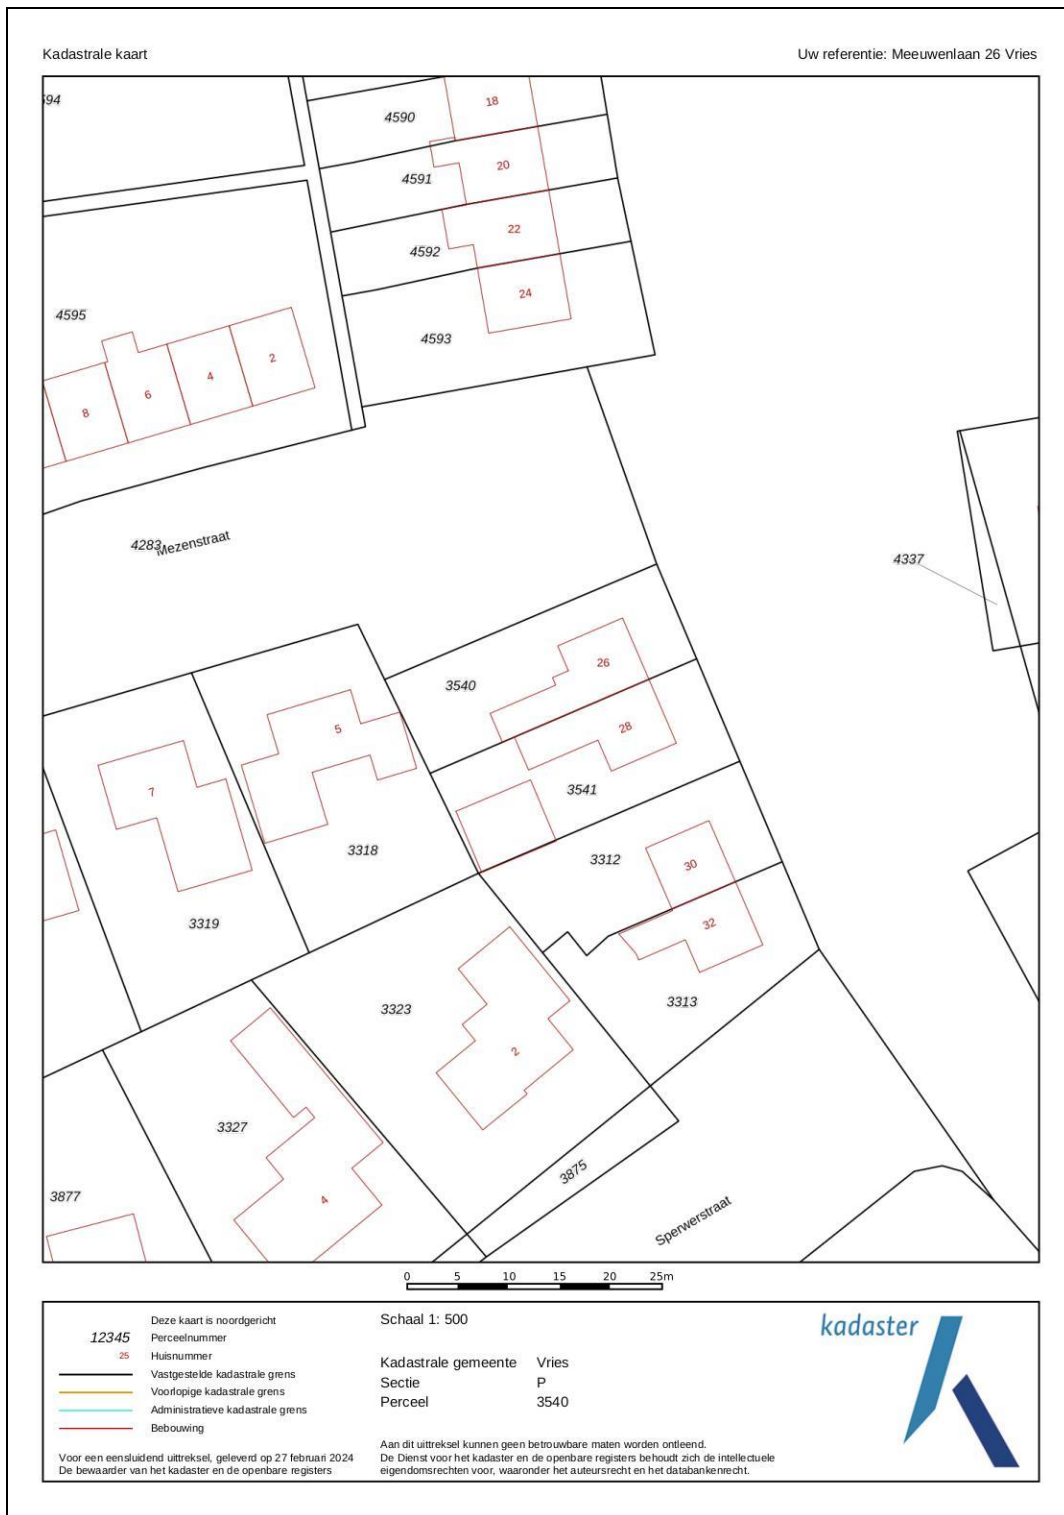 Kadastrale kaart
Uw referentie: Meeuwenlaan 26 Vries
594
4590
18
4591
20
4592
22
24
4593
4595
2
4
6
8
4283
Mezenstraat
4337
3540
26
28
5
7
3541
3318
3312
30
3319
32
3323
3313
2
3327
3875
3877
4
Sperwerstraat
0 5 10 15 20 25m
Deze kaart is noordgericht
12345 Perceelnummer
25 Huisnummer
Vastgestelde kadastrale grens
Voorlopige kadastrale grens
Administratieve kadastrale grens
Bebouwing
Voor een eensluidend uittreksel, geleverd op 27 februari 2024
De bewaarder van het kadaster en de openbare registers
Schaal 1: 500
Kadastrale gemeente Vries
Sectie P
Perceel 3540
Aan dit uittreksel kunnen geen betrouwbare maten worden ontleend.
De Dienst voor het kadaster en de openbare registers behoudt zich de intellectuele
eigendomsrechten voor, waaronder het auteursrecht en het databankenrecht.
kadaster